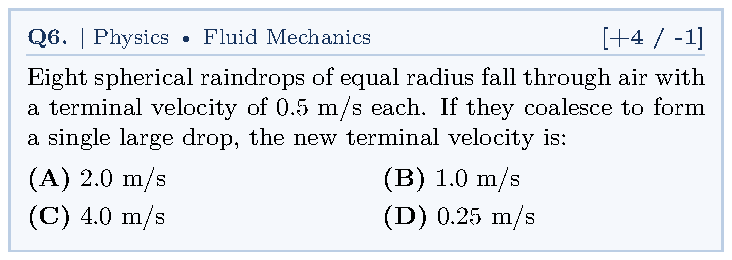 Q6. | Physics • Fluid Mechanics [+4 / -1]
Eight spherical raindrops of equal radius fall through air with
a terminal velocity of 0.5 m/s each. If they coalesce to form
a single large drop, the new terminal velocity is:
(A) 2.0 m/s (B) 1.0 m/s
(C) 4.0 m/s (D) 0.25 m/s